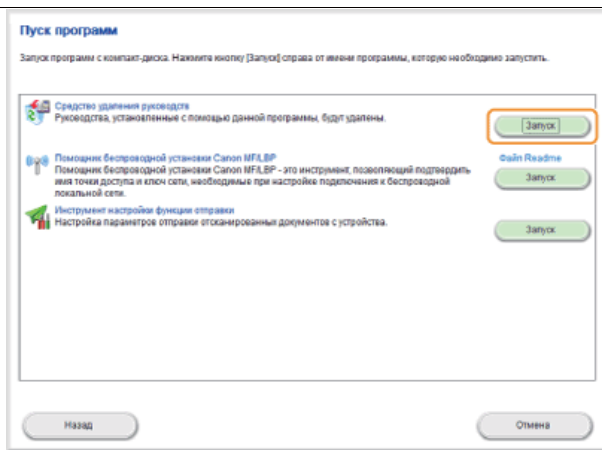 Пуск программ
Запуск программ с компакт-диска. Нажмите кнопку [Запуск] справа от имени программы, которую необходимо запустить.
Средство удаления руководств
Руководства, установленные с помощью данной программы, будут удалены.
Запуск
Помощник беспроводной установки Canon MF/LBP
Файл Readme
Помощник беспроводной установки Canon MF/LBP - это инструмент, позволяющий подтвердить
имя точки доступа и ключ сети, необходимые при настройке подключения к беспроводной
локальной сети.
Запуск
Инструмент настройки функции отправки
Настройка параметров отправки отсканированных документов с устройства.
Запуск
Назад
Отмена